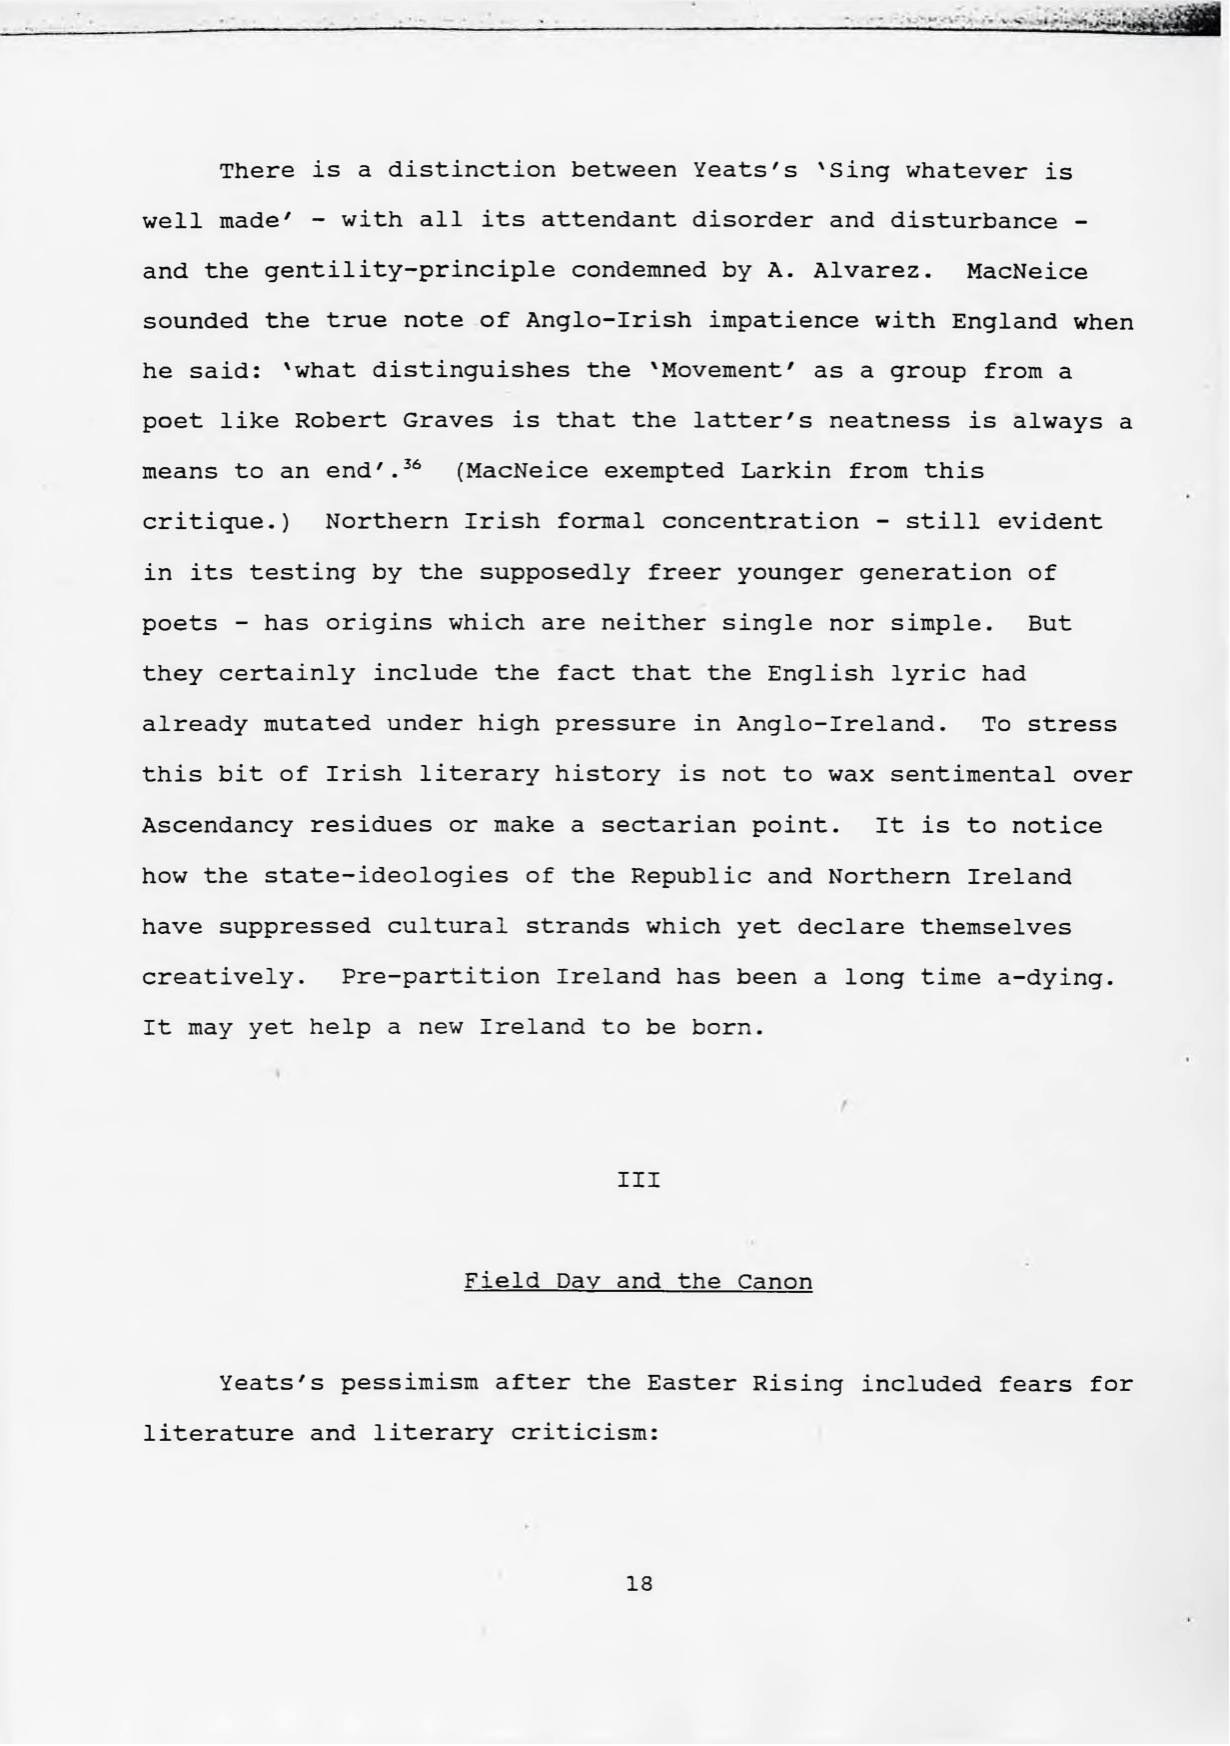 There is a distinction between Yeats's ‵Sing whatever is
well made′ - with all its attendant disorder and disturbance -
and the gentility-principle condemned by A. Alvarez.  MacNeice
sounded the true note of Anglo-Irish impatience with England when
he said: ‵what distinguishes the ‵Movement′ as a group from a
poet like Robert Graves is that the latter's neatness is always a
means to an end′.³⁶  (MacNeice exempted Larkin from this
critique.)  Northern Irish formal concentration - still evident
in its testing by the supposedly freer younger generation of
poets - has origins which are neither single nor simple.  But
they certainly include the fact that the English lyric had
already mutated under high pressure in Anglo-Ireland.  To stress
this bit of Irish literary history is not to wax sentimental over
Ascendancy residues or make a sectarian point.  It is to notice
how the state-ideologies of the Republic and Northern Ireland
have suppressed cultural strands which yet declare themselves
creatively.  Pre-partition Ireland has been a long time a-dying.
It may yet help a new Ireland to be born.
III
Field Day and the Canon
Yeats's pessimism after the Easter Rising included fears for
literature and literary criticism:
18